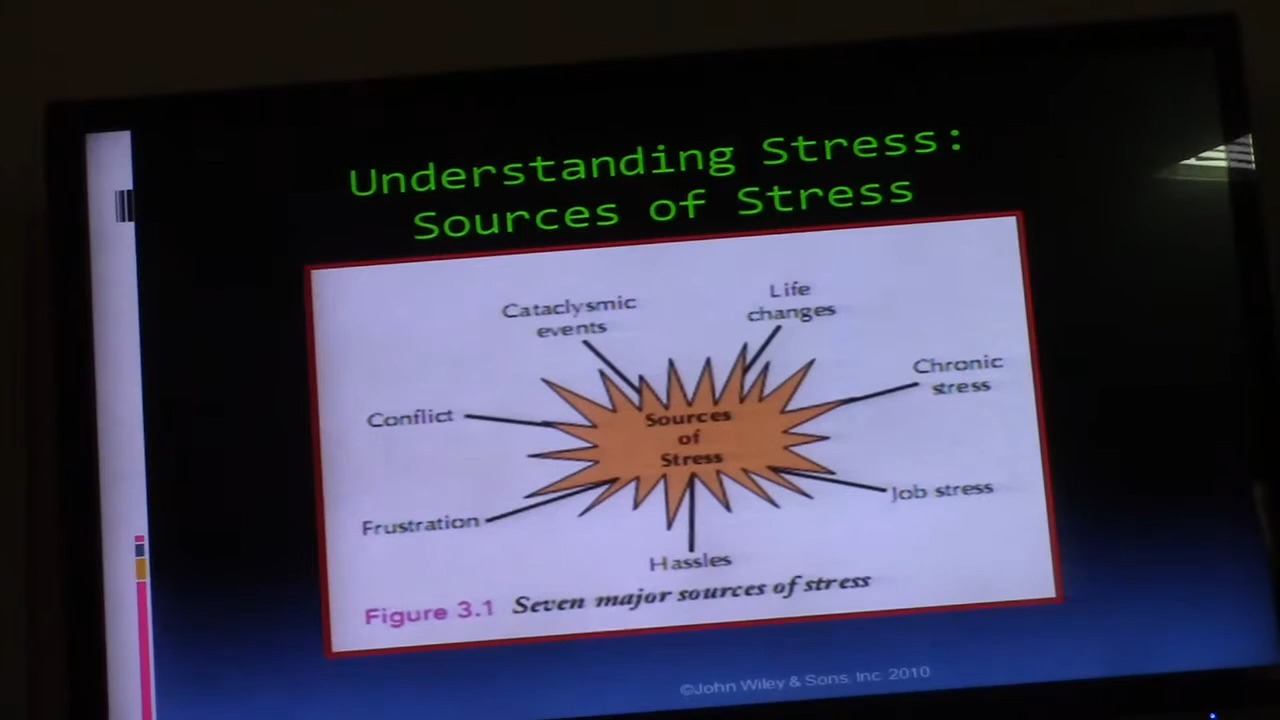 Understanding Stress:
Sources of Stress
Cataclysmic
events
Life
changes
Chronic
stress
Conflict
Sources
of
Stress
Job stress
Frustration
Hassles
Figure 3.1 Seven major sources of stress
©John Wiley & Sons, Inc. 2010